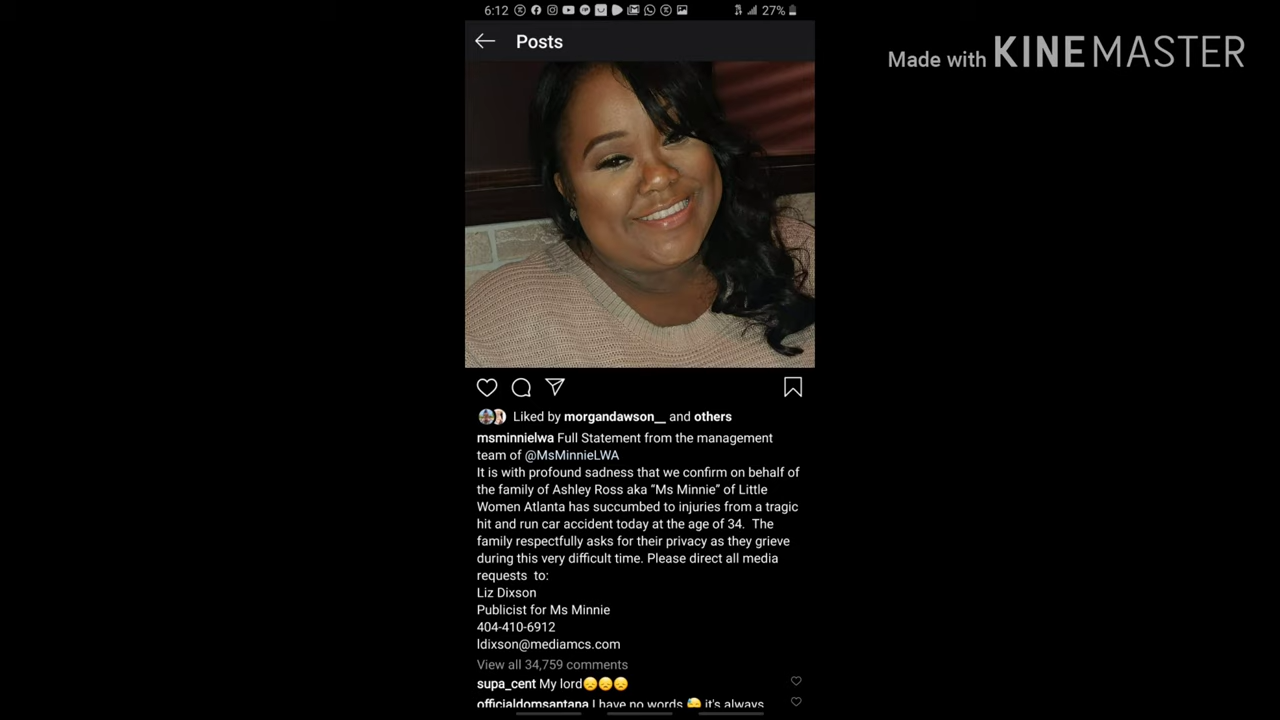 6:12
27%
Posts
Made with KINEMASTER
Liked by morgandawson__ and others
msminnielwa Full Statement from the management
team of @MsMinnieLWA
It is with profound sadness that we confirm on behalf of
the family of Ashley Ross aka “Ms Minnie” of Little
Women Atlanta has succumbed to injuries from a tragic
hit and run car accident today at the age of 34. The
family respectfully asks for their privacy as they grieve
during this very difficult time. Please direct all media
requests to:
Liz Dixson
Publicist for Ms Minnie
404-410-6912
ldixson@mediamcs.com
View all 34,759 comments
supa_cent My lord😞😞😞
officialdomsantana I have no words 😓 it's always